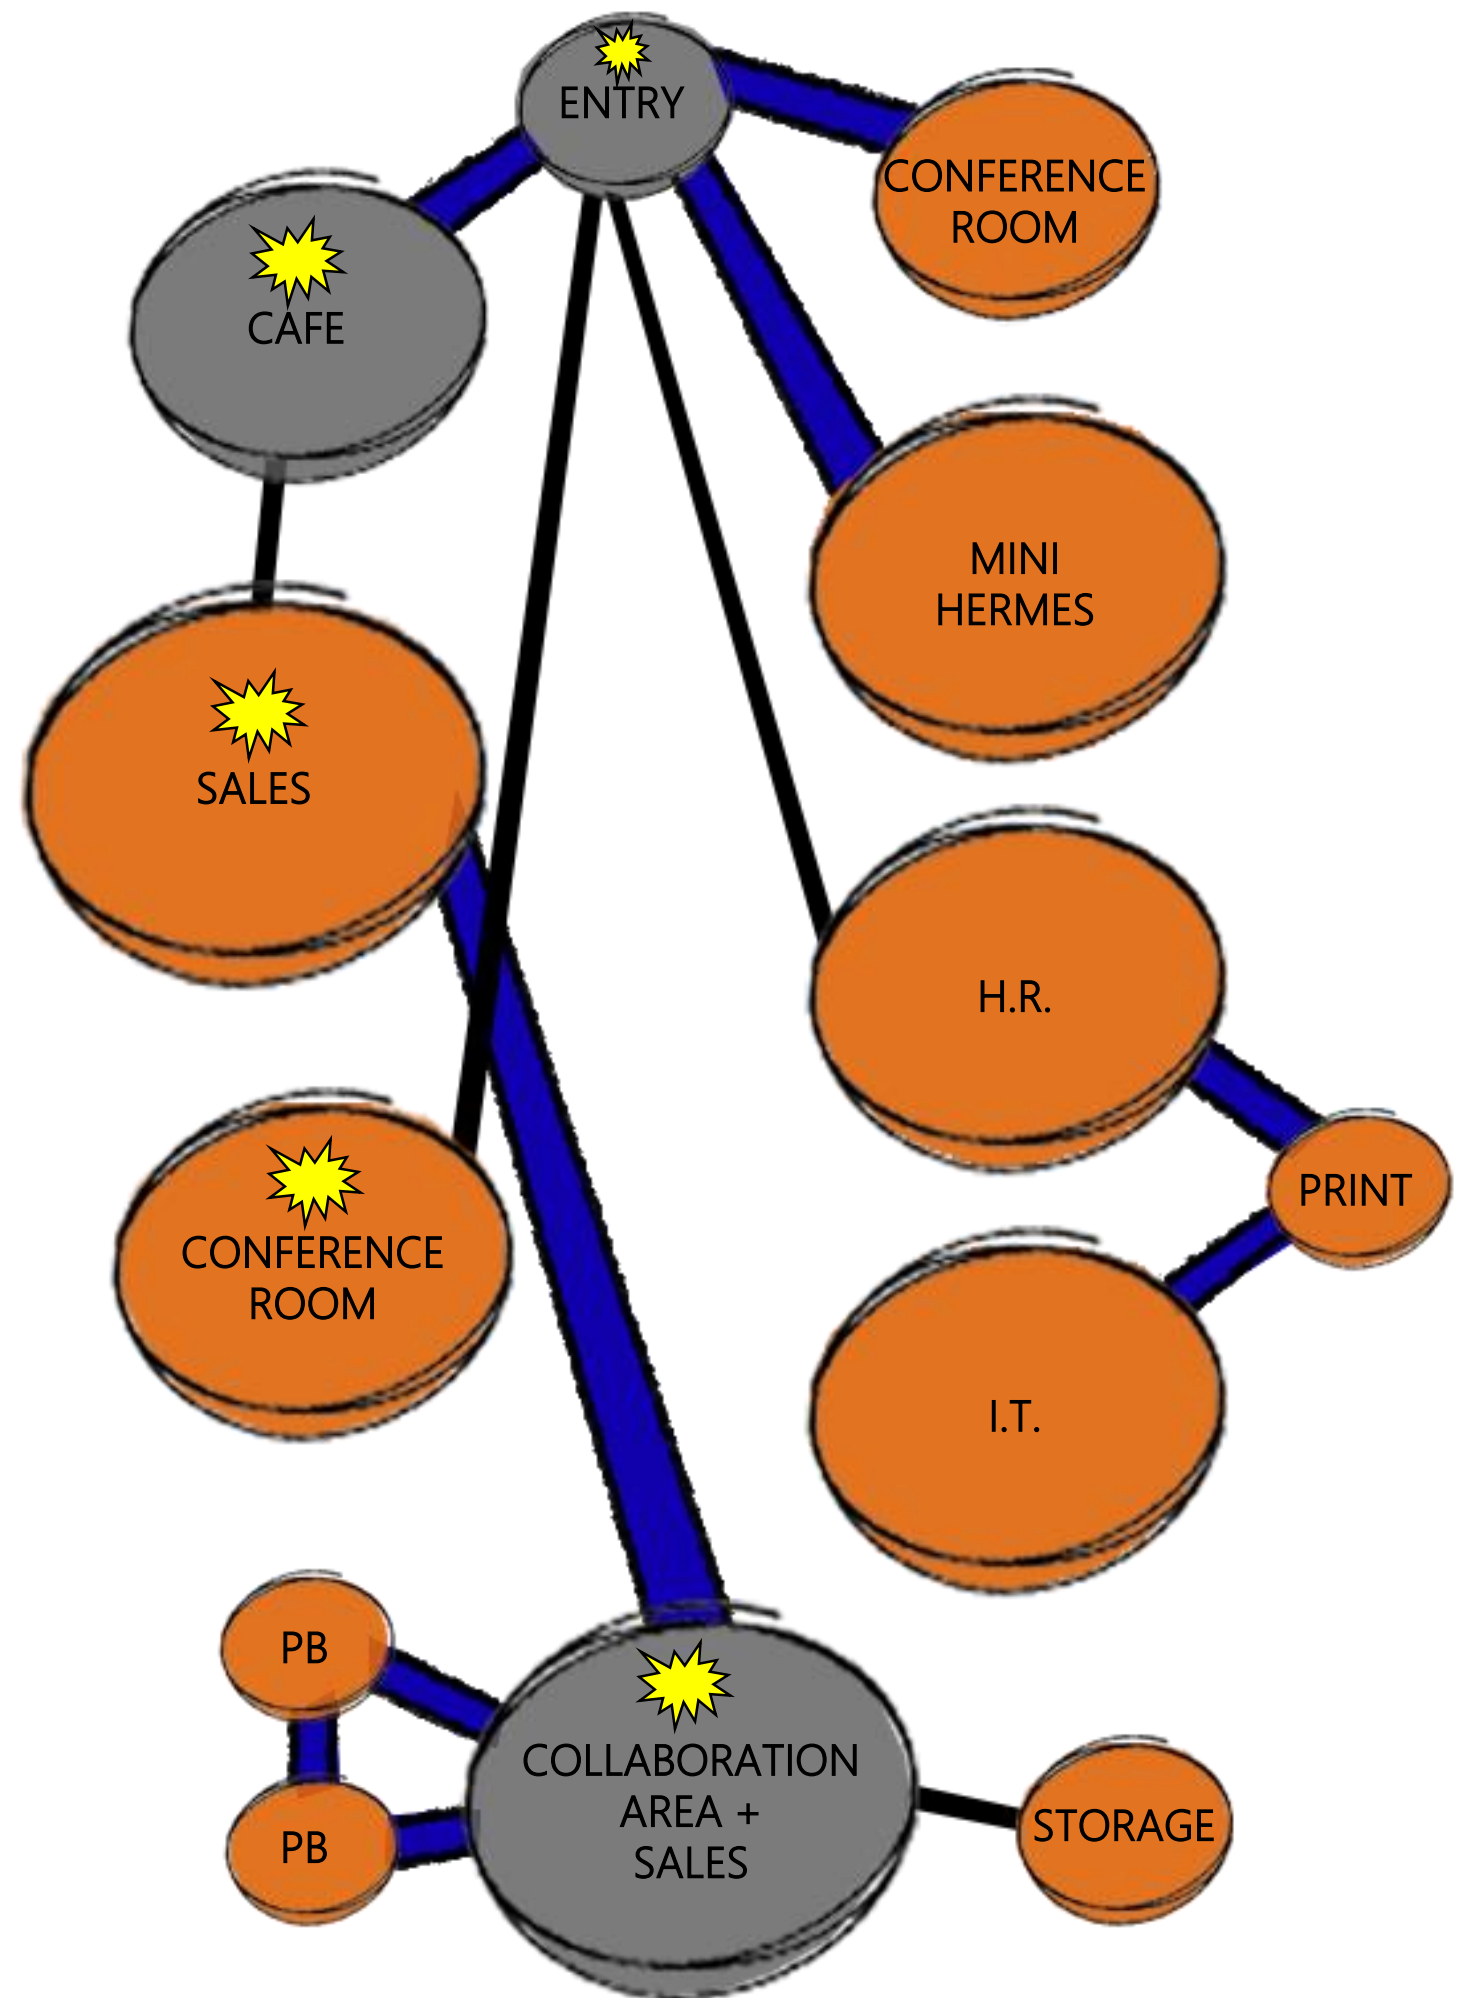 ENTRY
CONFERENCE
ROOM
CAFE
MINI
HERMES
SALES
H.R.
PRINT
CONFERENCE
ROOM
I.T.
PB
COLLABORATION
AREA +
SALES
STORAGE
PB